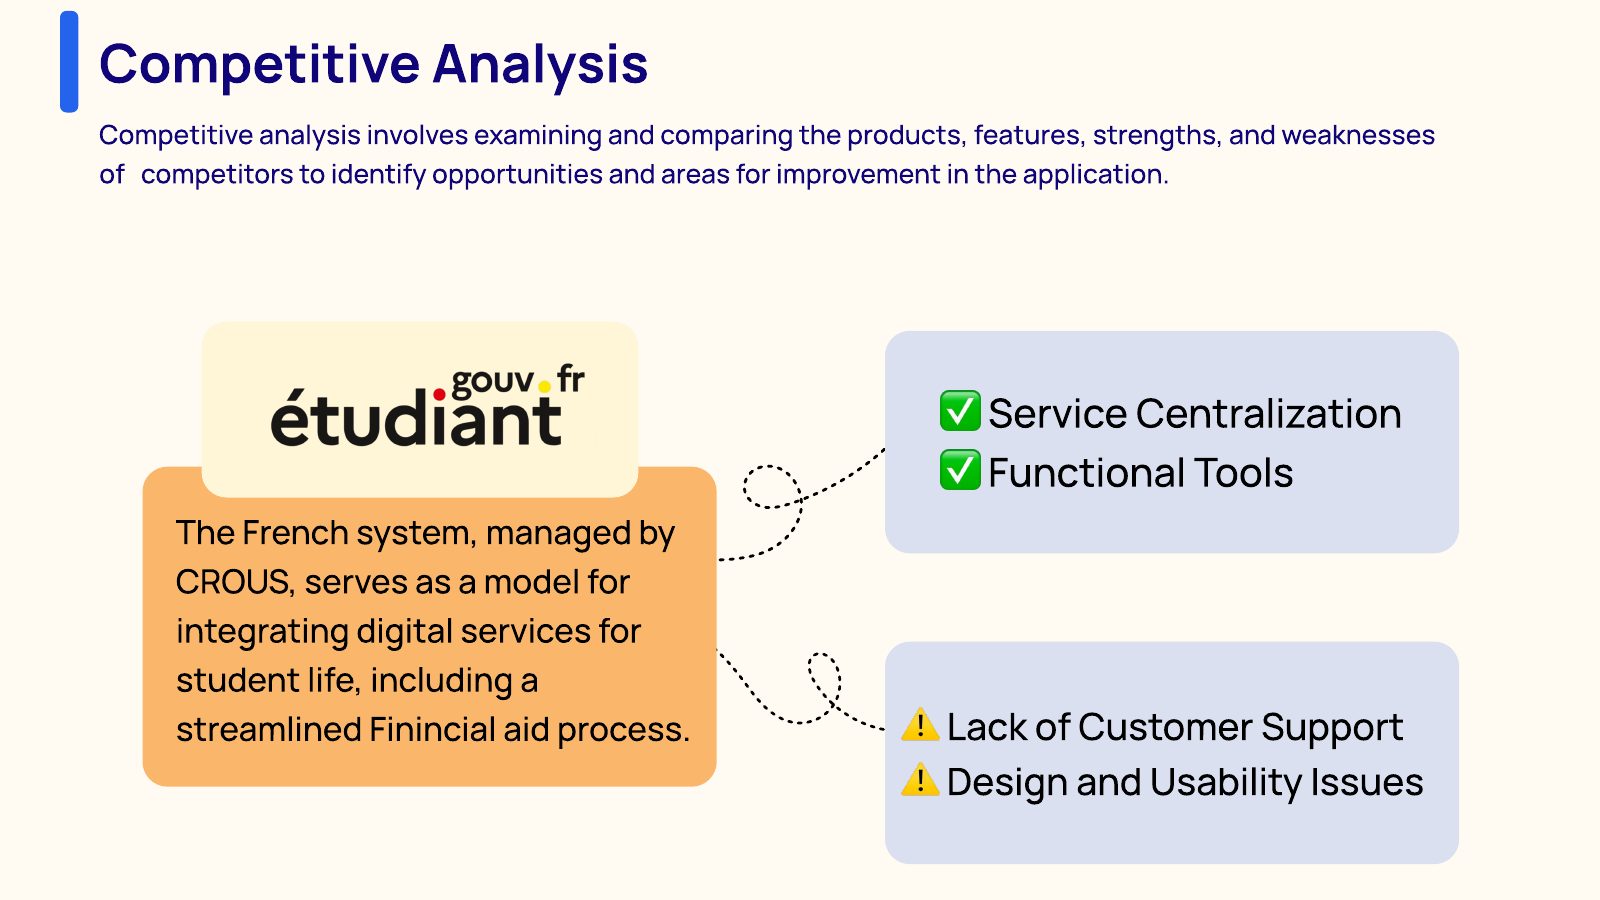 Competitive Analysis
Competitive analysis involves examining and comparing the products, features, strengths, and weaknesses
of competitors to identify opportunities and areas for improvement in the application.
gouv.fr
étudiant
The French system, managed by
CROUS, serves as a model for
integrating digital services for
student life, including a
streamlined Finincial aid process.
✅ Service Centralization
✅ Functional Tools
⚠️ Lack of Customer Support
⚠️ Design and Usability Issues